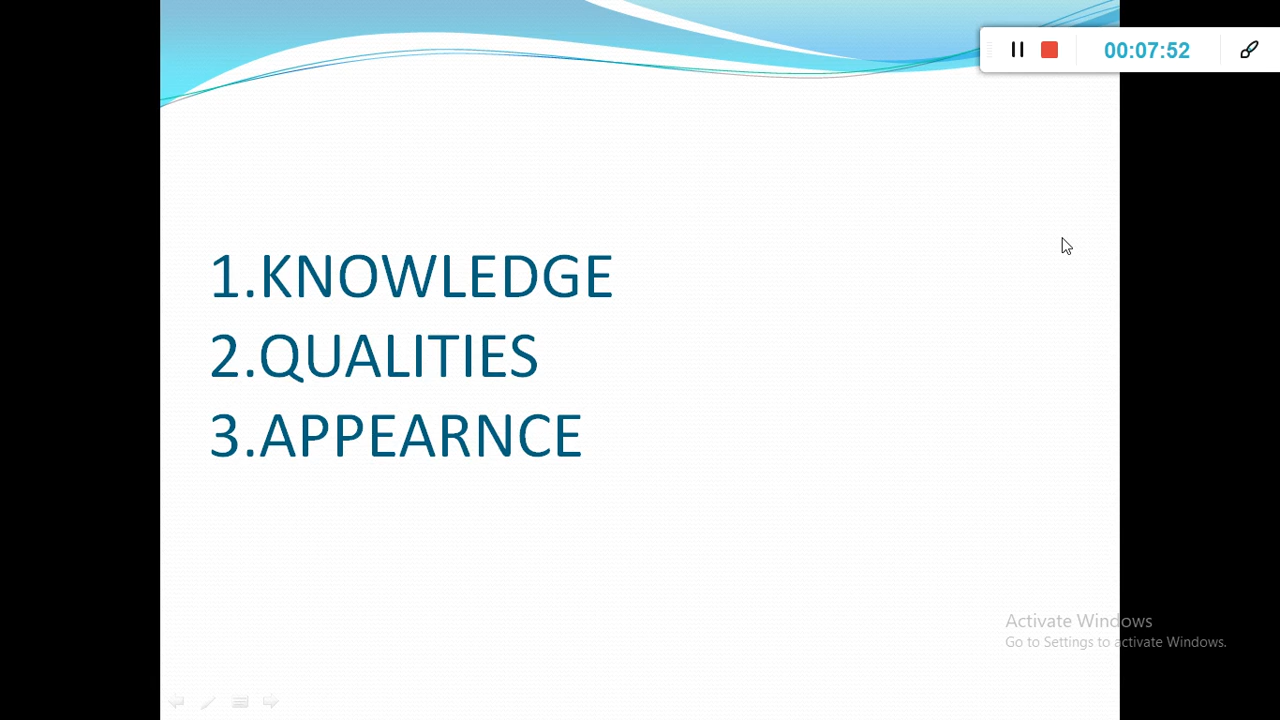 00:07:52
1.KNOWLEDGE
2.QUALITIES
3.APPEARNCE
Activate Windows
Go to Settings to activate Windows.